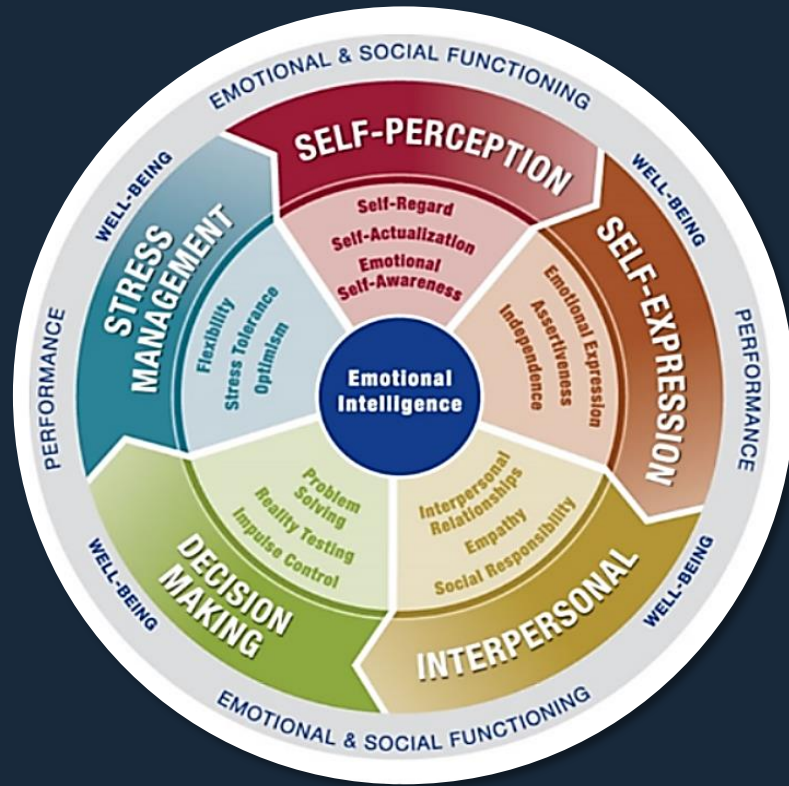 EMOTIONAL & SOCIAL FUNCTIONING
WELL-BEING
WELL-BEING
PERFORMANCE
PERFORMANCE
WELL-BEING
WELL-BEING
EMOTIONAL & SOCIAL FUNCTIONING
SELF-PERCEPTION
Self-Regard
Self-Actualization
Emotional
Self-Awareness
SELF-EXPRESSION
Emotional Expression
Assertiveness
Independence
INTERPERSONAL
Interpersonal
Relationships
Empathy
Social Responsibility
DECISION
MAKING
Problem
Solving
Reality Testing
Impulse Control
STRESS
MANAGEMENT
Flexibility
Stress Tolerance
Optimism
Emotional
Intelligence